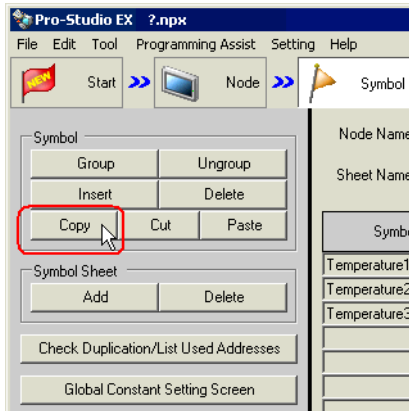 Pro-Studio EX ?.npx
File Edit Tool Programming Assist Setting Help
NEW Start Node Symbol
Symbol
Group Ungroup
Insert Delete
Copy Cut Paste
Symbol Sheet
Add Delete
Check Duplication/List Used Addresses
Global Constant Setting Screen
Node Name
Sheet Name
Symbo
Temperature1
Temperature2
Temperature3